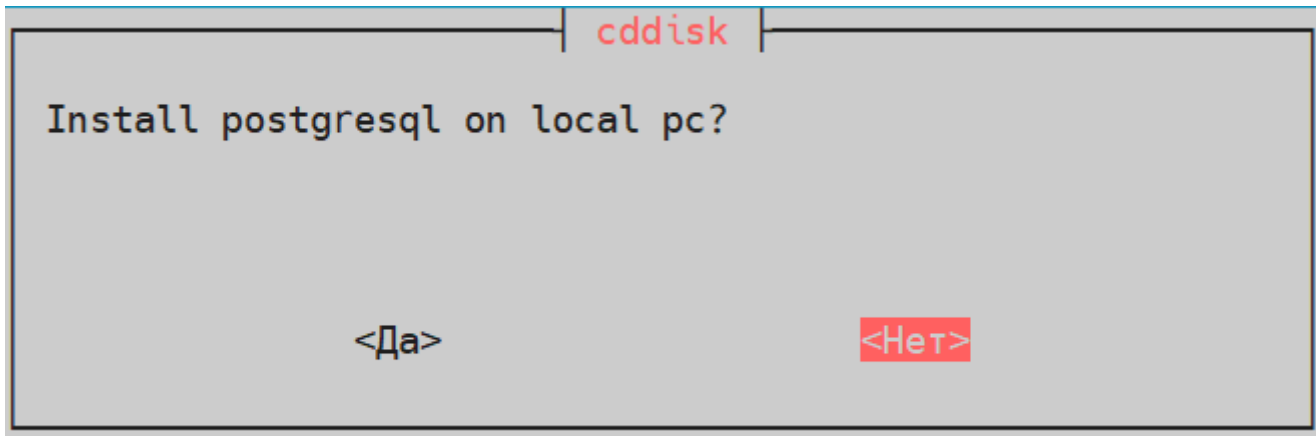 cddisk
Install postgresql on local pc?
<Да> <Нет>